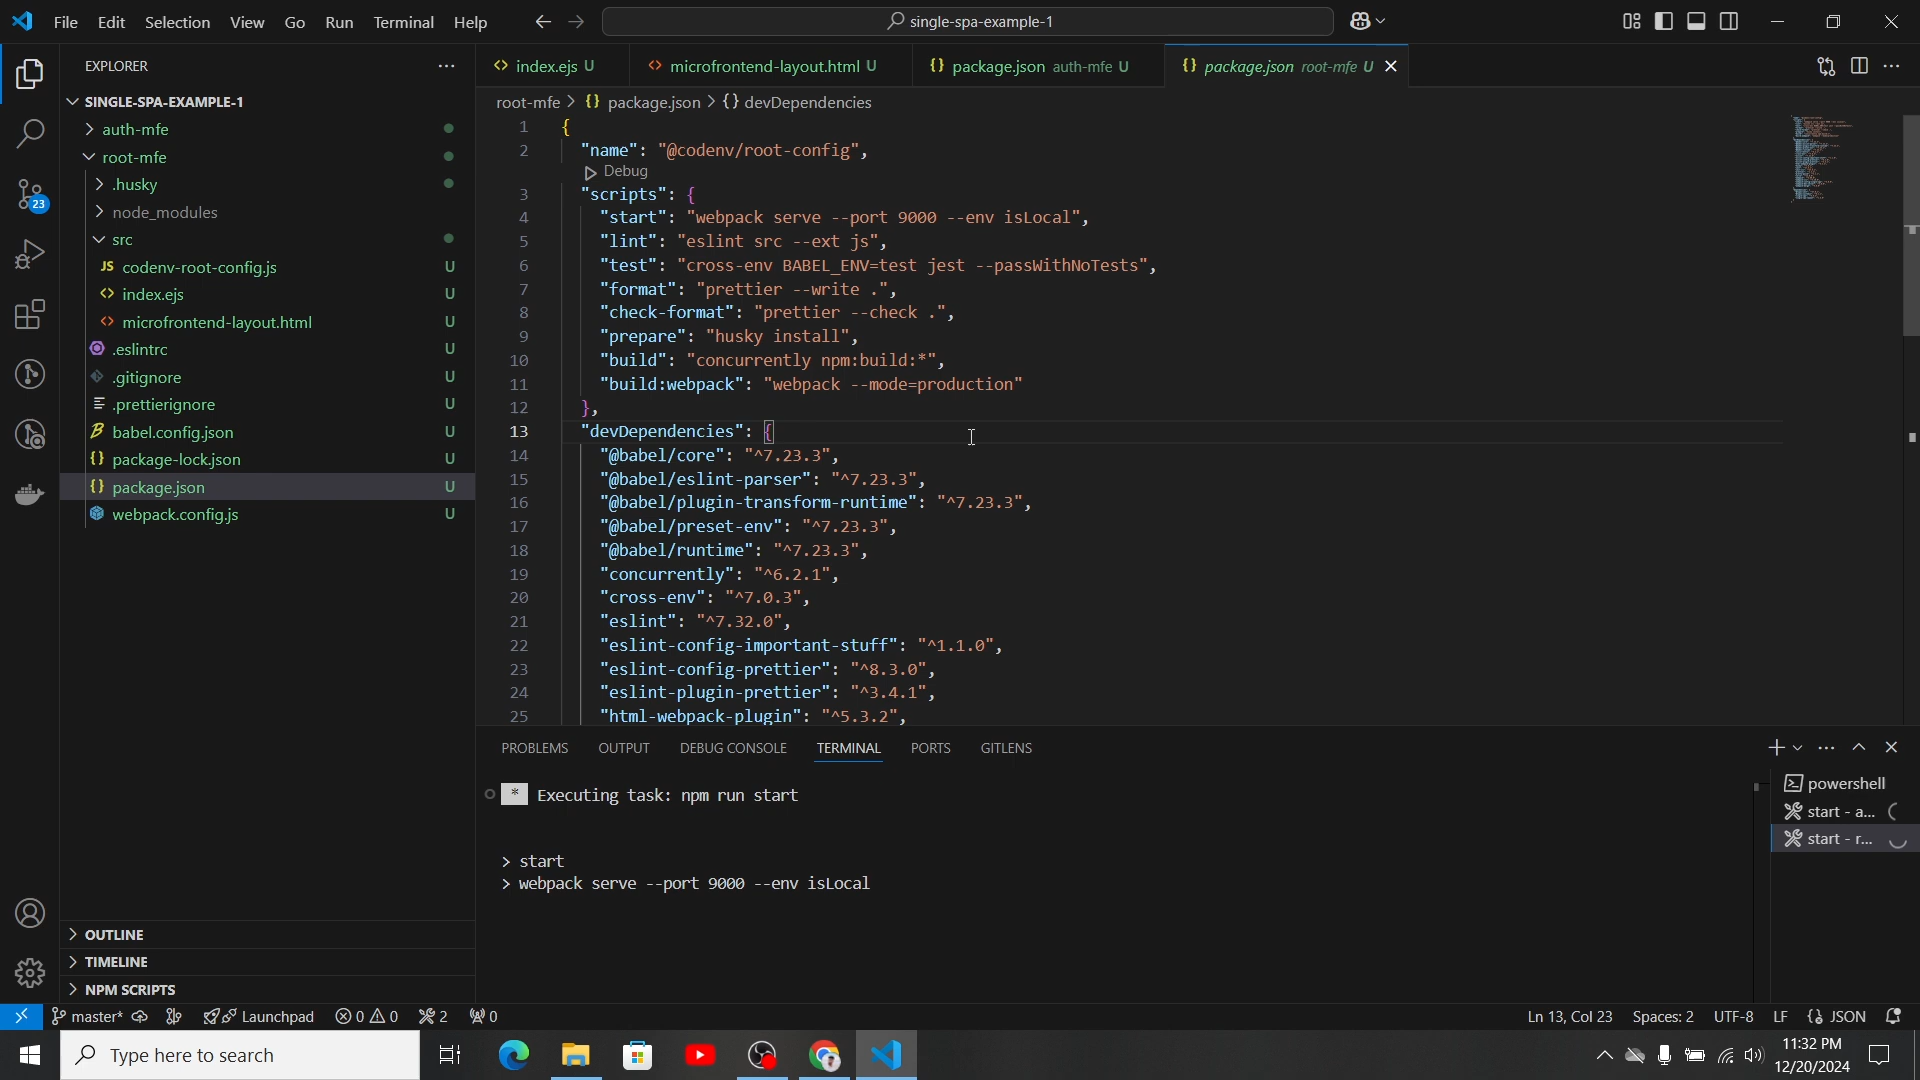 File Edit Selection View Go Run Terminal Help
single-spa-example-1
EXPLORER
SINGLE-SPA-EXAMPLE-1
auth-mfe
root-mfe
.husky
node_modules
src
JS codenv-root-config.js U
index.ejs U
microfrontend-layout.html U
.eslintrc U
.gitignore U
.prettierignore U
babel.config.json U
package-lock.json U
package.json U
webpack.config.js U
OUTLINE
TIMELINE
NPM SCRIPTS
23
index.ejs U
microfrontend-layout.html U
package.json auth-mfe U
package.json root-mfe U
root-mfe > {} package.json > {} devDependencies
1 {
2 "name": "@codenv/root-config",
Debug
3 "scripts": {
4 "start": "webpack serve --port 9000 --env isLocal",
5 "lint": "eslint src --ext js",
6 "test": "cross-env BABEL_ENV=test jest --passWithNoTests",
7 "format": "prettier --write .",
8 "check-format": "prettier --check .",
9 "prepare": "husky install",
10 "build": "concurrently npm:build:*",
11 "build:webpack": "webpack --mode=production"
12 },
13 "devDependencies": {
14 "@babel/core": "^7.23.3",
15 "@babel/eslint-parser": "^7.23.3",
16 "@babel/plugin-transform-runtime": "^7.23.3",
17 "@babel/preset-env": "^7.23.3",
18 "@babel/runtime": "^7.23.3",
19 "concurrently": "^6.2.1",
20 "cross-env": "^7.0.3",
21 "eslint": "^7.32.0",
22 "eslint-config-important-stuff": "^1.1.0",
23 "eslint-config-prettier": "^8.3.0",
24 "eslint-plugin-prettier": "^3.4.1",
25 "html-webpack-plugin": "^5.3.2",
PROBLEMS OUTPUT DEBUG CONSOLE TERMINAL PORTS GITLENS
* Executing task: npm run start
> start
> webpack serve --port 9000 --env isLocal
powershell
start - a...
start - r...
master* Launchpad 0 0 2 0
Ln 13, Col 23 Spaces: 2 UTF-8 LF {} JSON
Type here to search
11:32 PM
12/20/2024